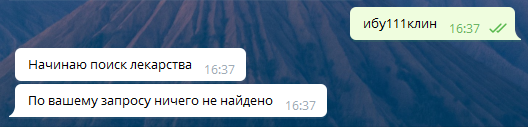 ибу111клин 16:37
Начинаю поиск лекарства 16:37
По вашему запросу ничего не найдено 16:37